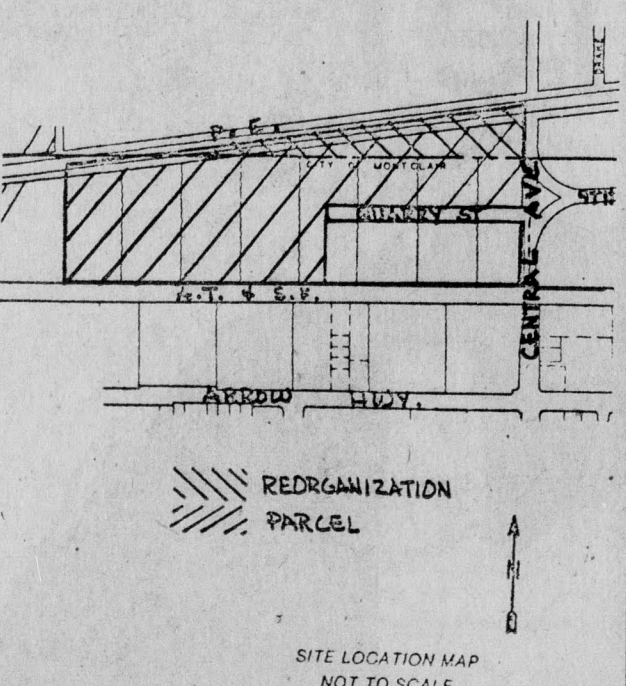 P. E.
CITY OF MONTCLAIR
QUARRY ST
CENTRAL AVE
A.T. & S.F.
ARROW HWY.
REORGANIZATION
PARCEL
N
SITE LOCATION MAP
NOT TO SCALE